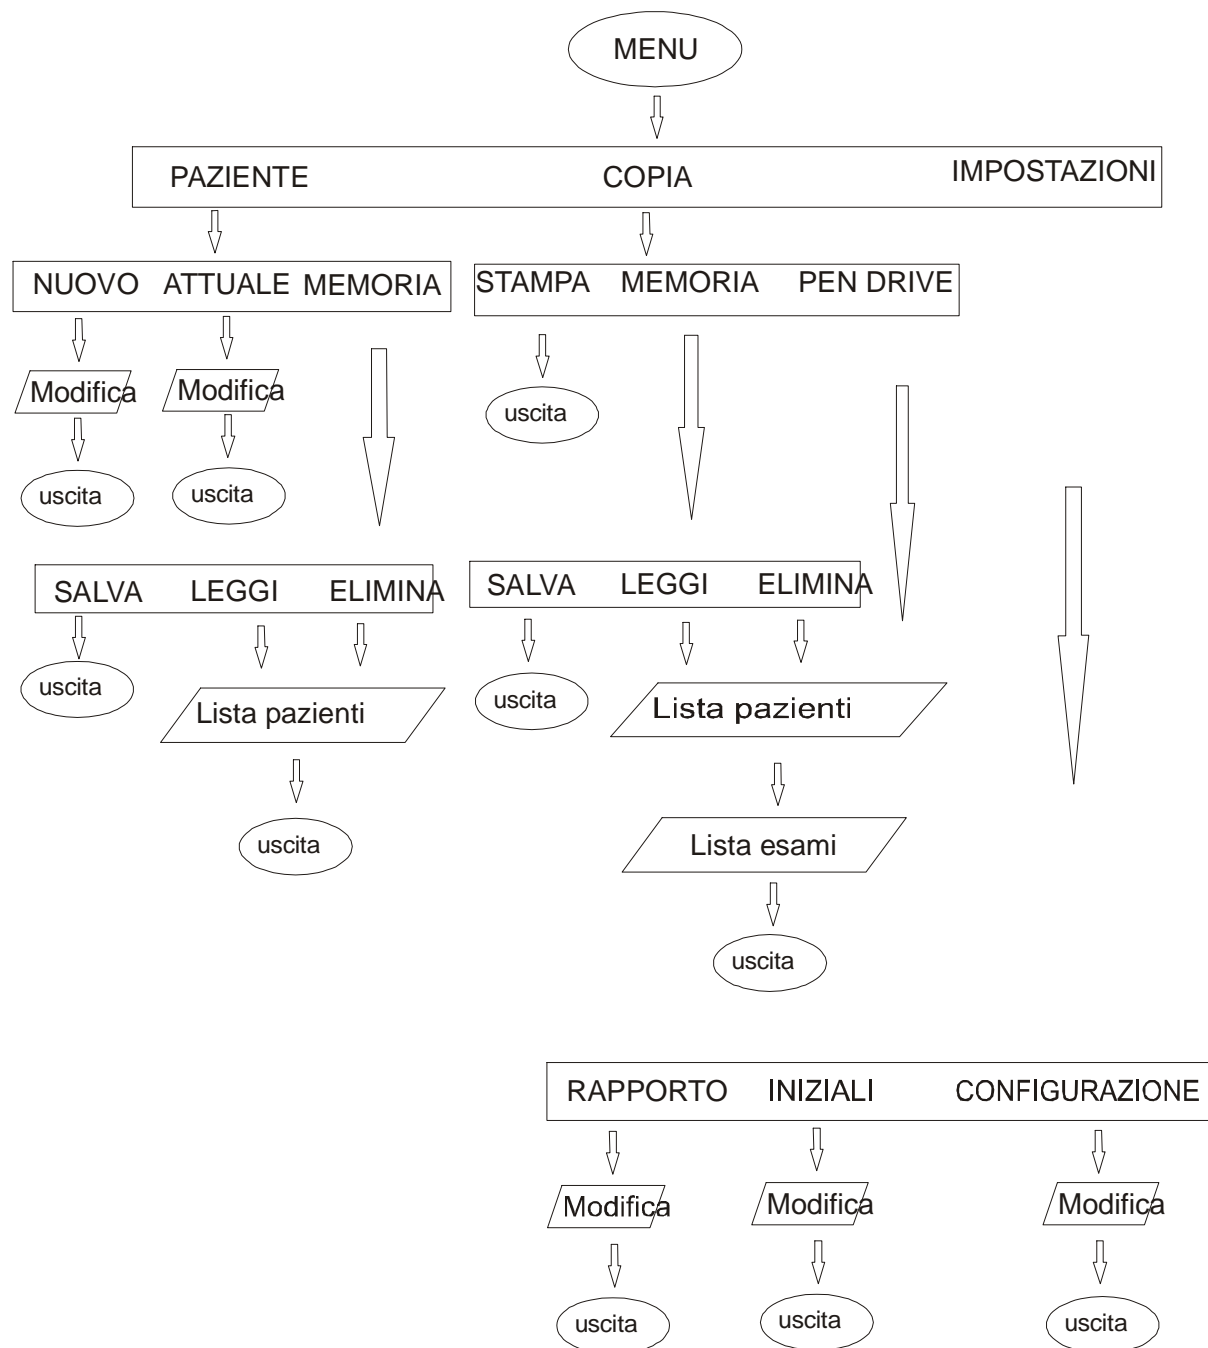 MENU
PAZIENTE COPIA IMPOSTAZIONI
NUOVO ATTUALE MEMORIA STAMPA MEMORIA PEN DRIVE
Modifica Modifica
uscita
uscita uscita
SALVA LEGGI ELIMINA SALVA LEGGI ELIMINA
uscita Lista pazienti uscita Lista pazienti
uscita Lista esami
uscita
RAPPORTO INIZIALI CONFIGURAZIONE
Modifica Modifica Modifica
uscita uscita uscita